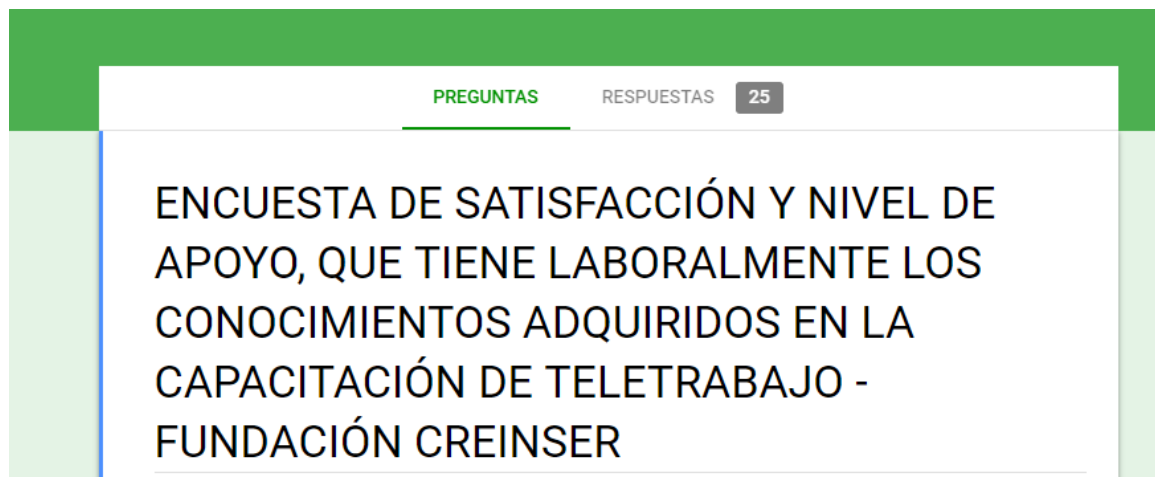 PREGUNTAS RESPUESTAS 25
ENCUESTA DE SATISFACCIÓN Y NIVEL DE
APOYO, QUE TIENE LABORALMENTE LOS
CONOCIMIENTOS ADQUIRIDOS EN LA
CAPACITACIÓN DE TELETRABAJO -
FUNDACIÓN CREINSER